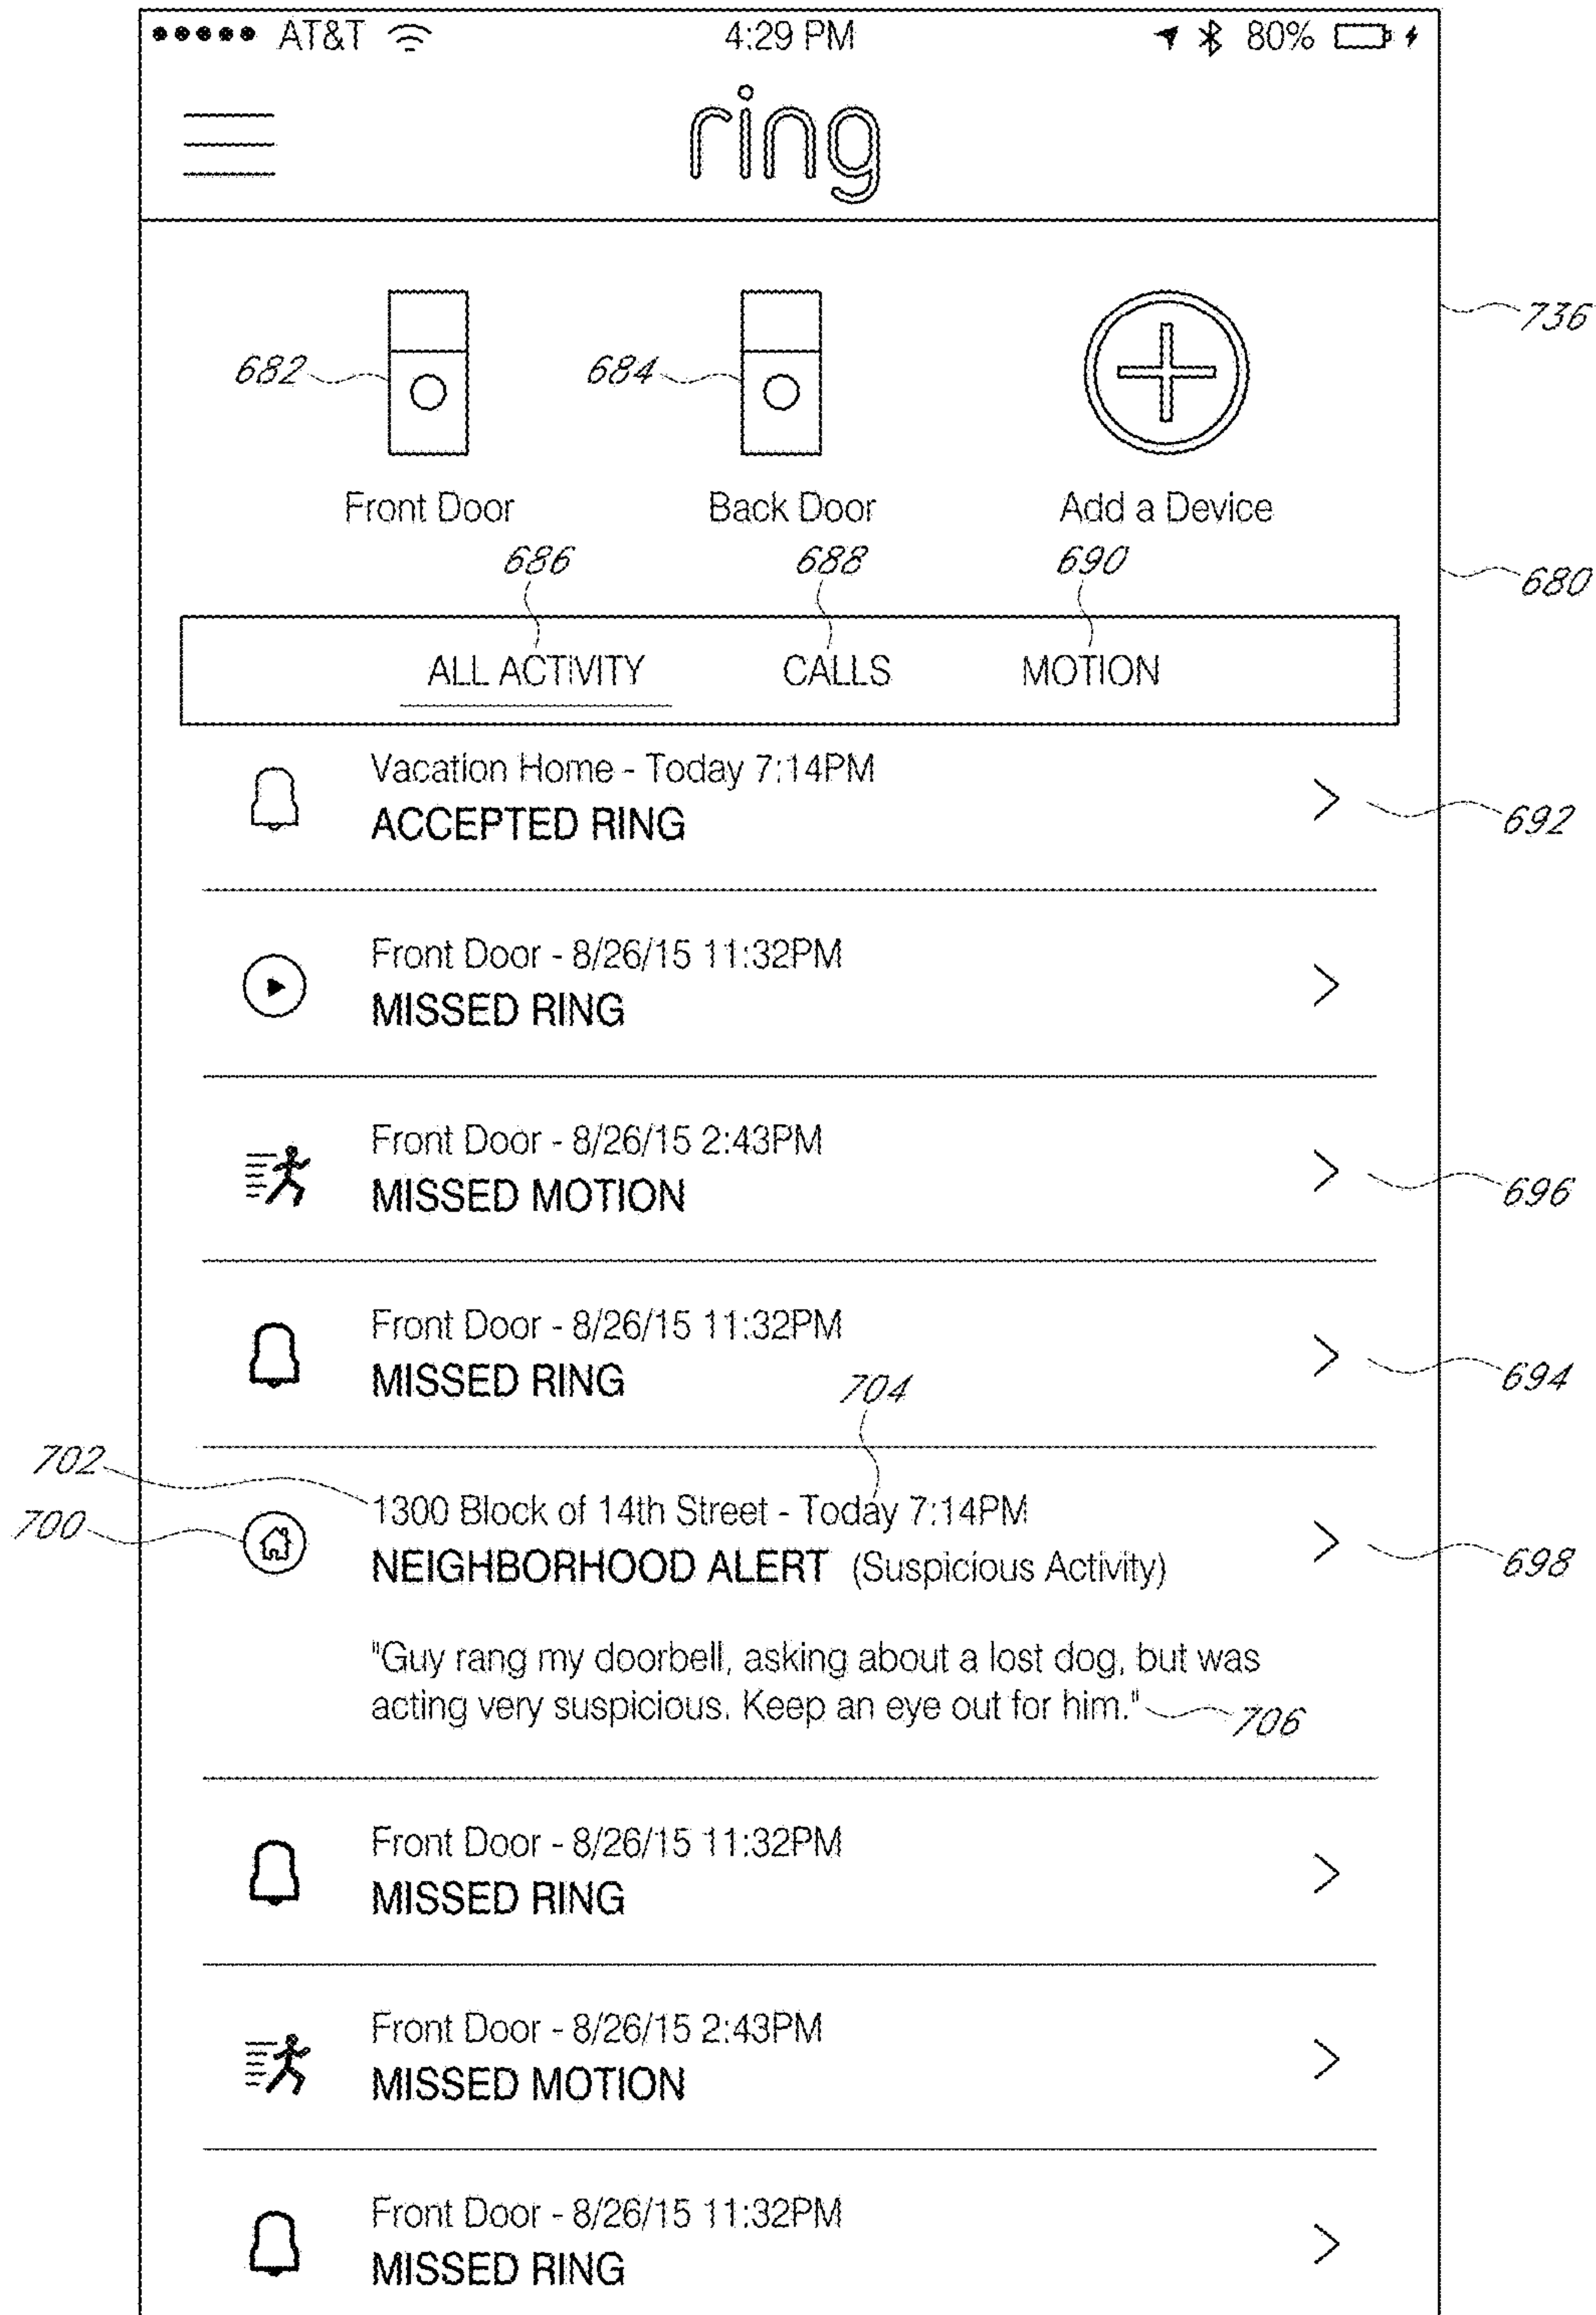 AT&T 4:29 PM 80%
ring
736
682 684
Front Door Back Door Add a Device
686 688 690
680
ALL ACTIVITY CALLS MOTION
Vacation Home - Today 7:14PM
ACCEPTED RING
692
Front Door - 8/26/15 11:32PM
MISSED RING
Front Door - 8/26/15 2:43PM
MISSED MOTION
696
Front Door - 8/26/15 11:32PM
MISSED RING
694
704
702
1300 Block of 14th Street - Today 7:14PM
700
NEIGHBORHOOD ALERT (Suspicious Activity)
698
"Guy rang my doorbell, asking about a lost dog, but was
acting very suspicious. Keep an eye out for him."
706
Front Door - 8/26/15 11:32PM
MISSED RING
Front Door - 8/26/15 2:43PM
MISSED MOTION
Front Door - 8/26/15 11:32PM
MISSED RING